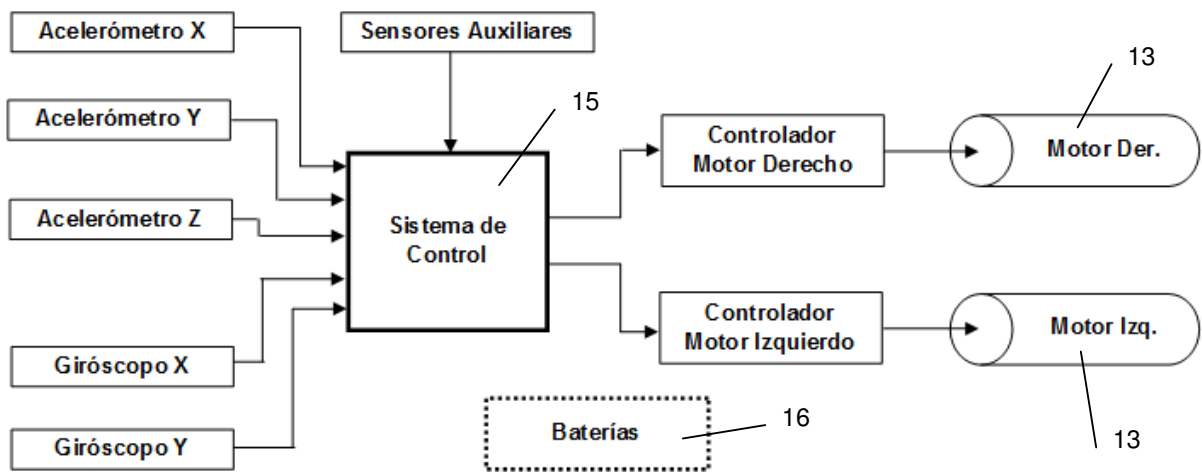 Acelerómetro X
Sensores Auxiliares
13
15
Acelerómetro Y
Controlador
Motor Derecho
Motor Der.
Acelerómetro Z
Sistema de
Control
Controlador
Motor Izquierdo
Motor Izq.
Giróscopo X
Baterías
16
13
Giróscopo Y